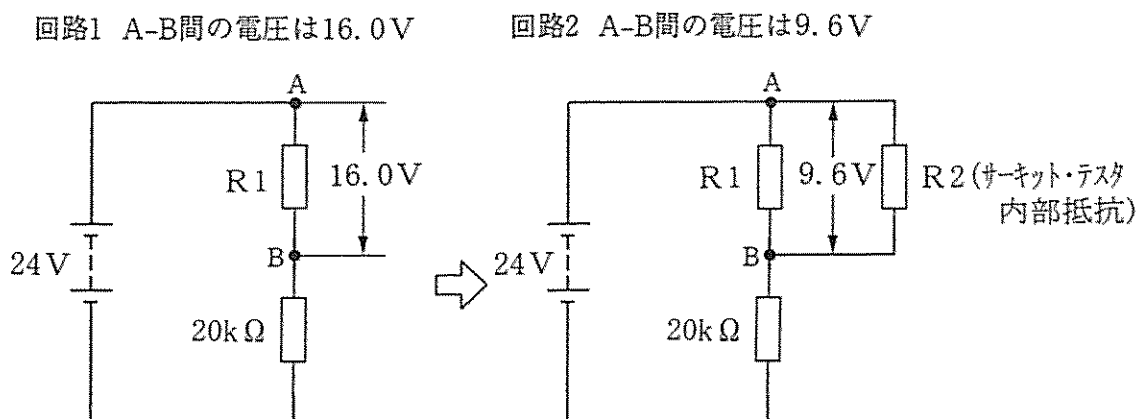 回路1 A-B間の電圧は16.0V
回路2 A-B間の電圧は9.6V
A
R1
16.0V
B
24V
20kΩ
A
R1
9.6V
R2(サーキット・テスタ
内部抵抗)
B
24V
20kΩ